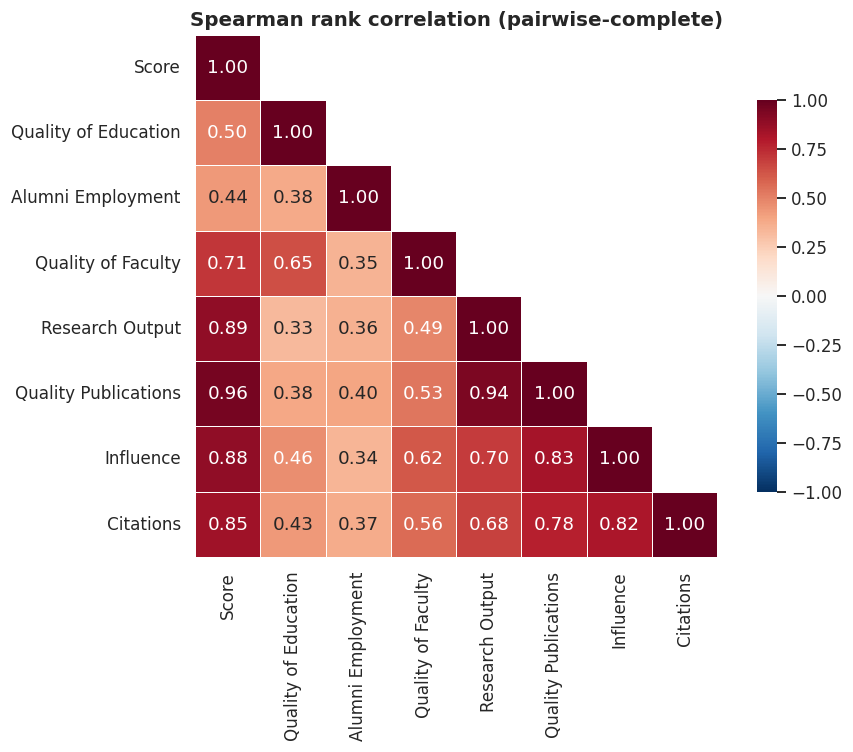 Spearman rank correlation (pairwise-complete)
Score 1.00
Quality of Education 0.50 1.00
Alumni Employment 0.44 0.38 1.00
Quality of Faculty 0.71 0.65 0.35 1.00
Research Output 0.89 0.33 0.36 0.49 1.00
Quality Publications 0.96 0.38 0.40 0.53 0.94 1.00
Influence 0.88 0.46 0.34 0.62 0.70 0.83 1.00
Citations 0.85 0.43 0.37 0.56 0.68 0.78 0.82 1.00
Score
Quality of Education
Alumni Employment
Quality of Faculty
Research Output
Quality Publications
Influence
Citations
1.00
0.75
0.50
0.25
0.00
−0.25
−0.50
−0.75
−1.00